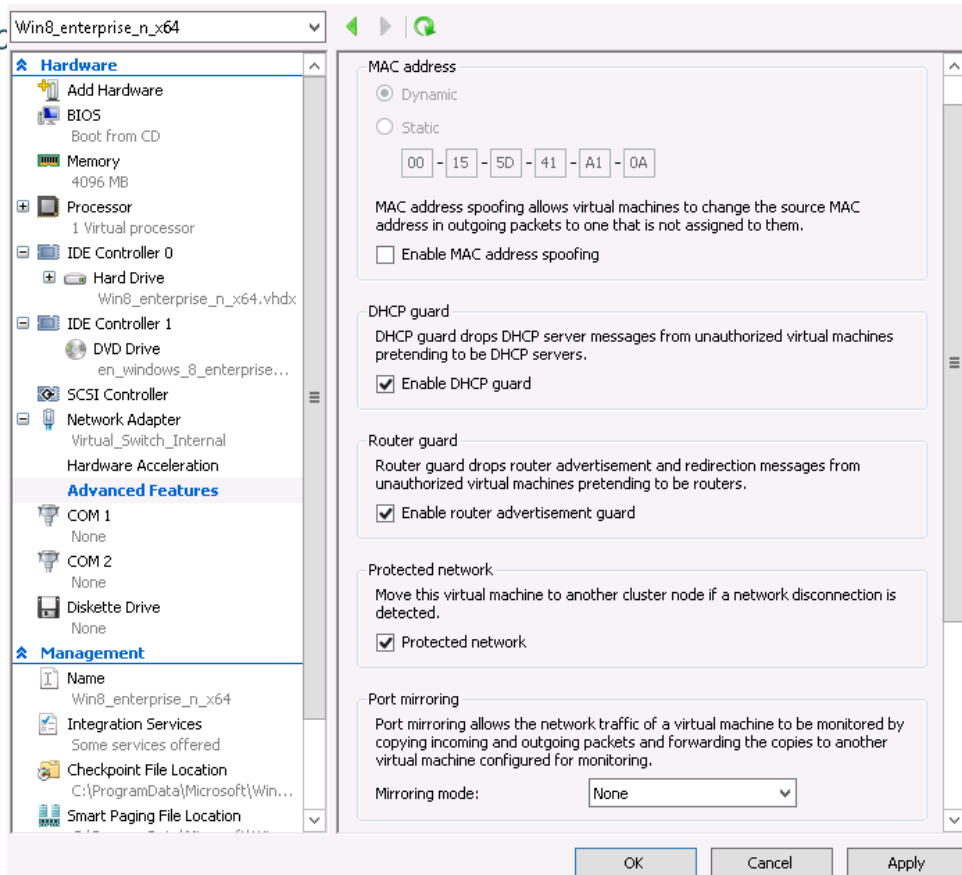 Win8_enterprise_n_x64
Hardware
Add Hardware
BIOS
Boot from CD
Memory
4096 MB
Processor
1 Virtual processor
IDE Controller 0
Hard Drive
Win8_enterprise_n_x64.vhdx
IDE Controller 1
DVD Drive
en_windows_8_enterprise...
SCSI Controller
Network Adapter
Virtual_Switch_Internal
Hardware Acceleration
Advanced Features
COM 1
None
COM 2
None
Diskette Drive
None
Management
Name
Win8_enterprise_n_x64
Integration Services
Some services offered
Checkpoint File Location
C:\ProgramData\Microsoft\Win...
Smart Paging File Location
MAC address
Dynamic
Static
00 - 15 - 5D - 41 - A1 - 0A
MAC address spoofing allows virtual machines to change the source MAC
address in outgoing packets to one that is not assigned to them.
Enable MAC address spoofing
DHCP guard
DHCP guard drops DHCP server messages from unauthorized virtual machines
pretending to be DHCP servers.
Enable DHCP guard
Router guard
Router guard drops router advertisement and redirection messages from
unauthorized virtual machines pretending to be routers.
Enable router advertisement guard
Protected network
Move this virtual machine to another cluster node if a network disconnection is
detected.
Protected network
Port mirroring
Port mirroring allows the network traffic of a virtual machine to be monitored by
copying incoming and outgoing packets and forwarding the copies to another
virtual machine configured for monitoring.
Mirroring mode: None
OK Cancel Apply